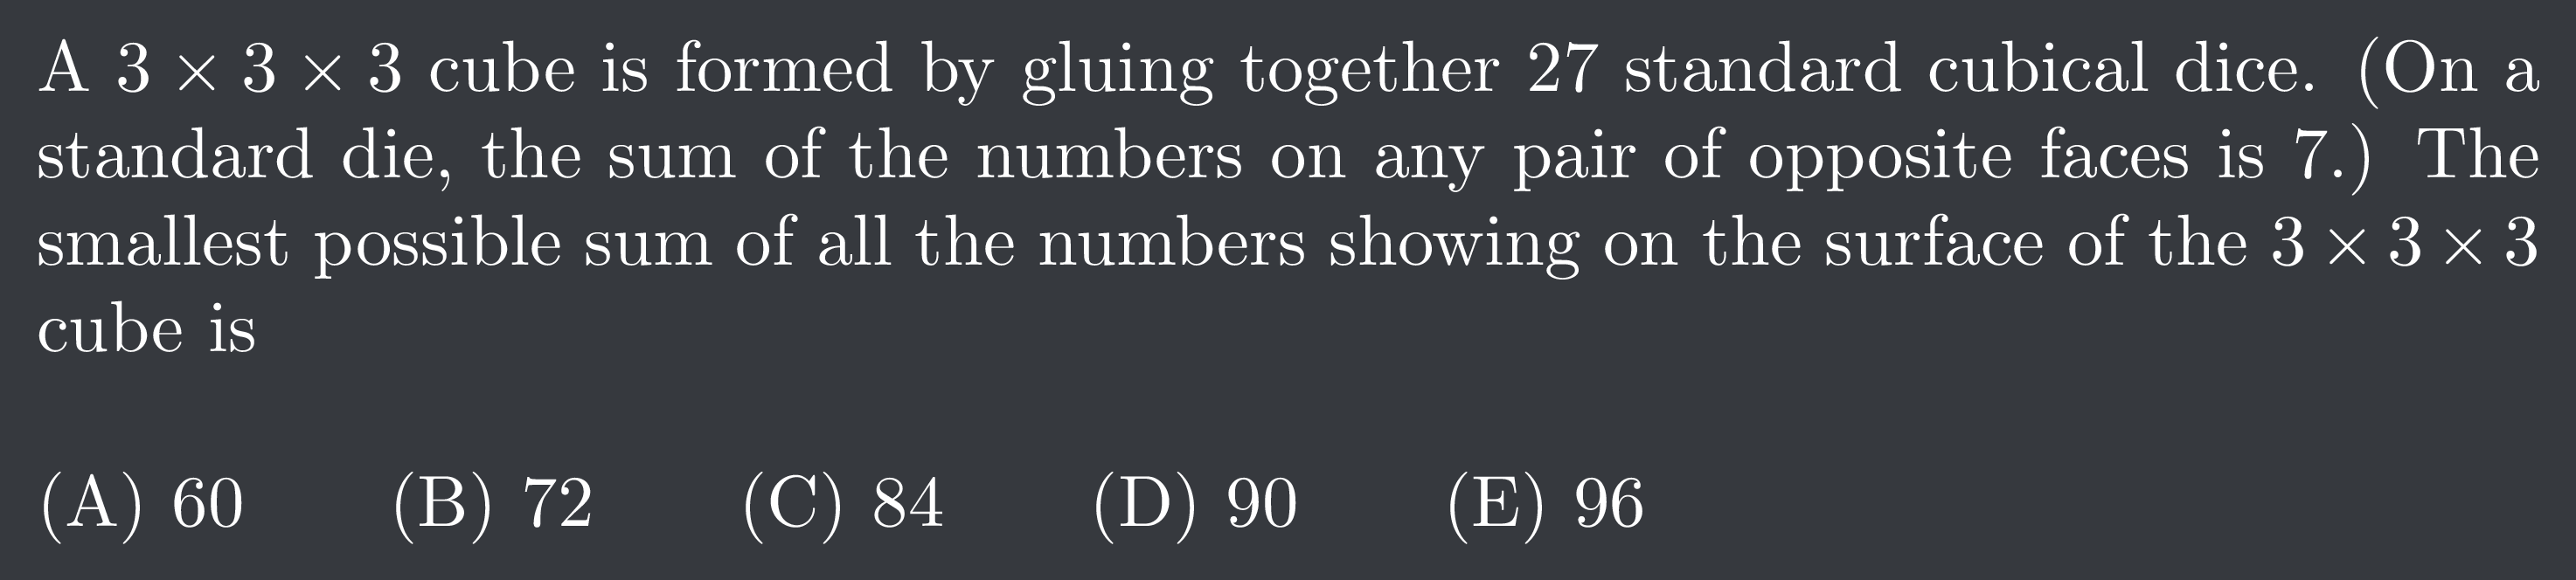 A 3 × 3 × 3 cube is formed by gluing together 27 standard cubical dice. (On a
standard die, the sum of the numbers on any pair of opposite faces is 7.) The
smallest possible sum of all the numbers showing on the surface of the 3 × 3 × 3
cube is
(A) 60 (B) 72 (C) 84 (D) 90 (E) 96